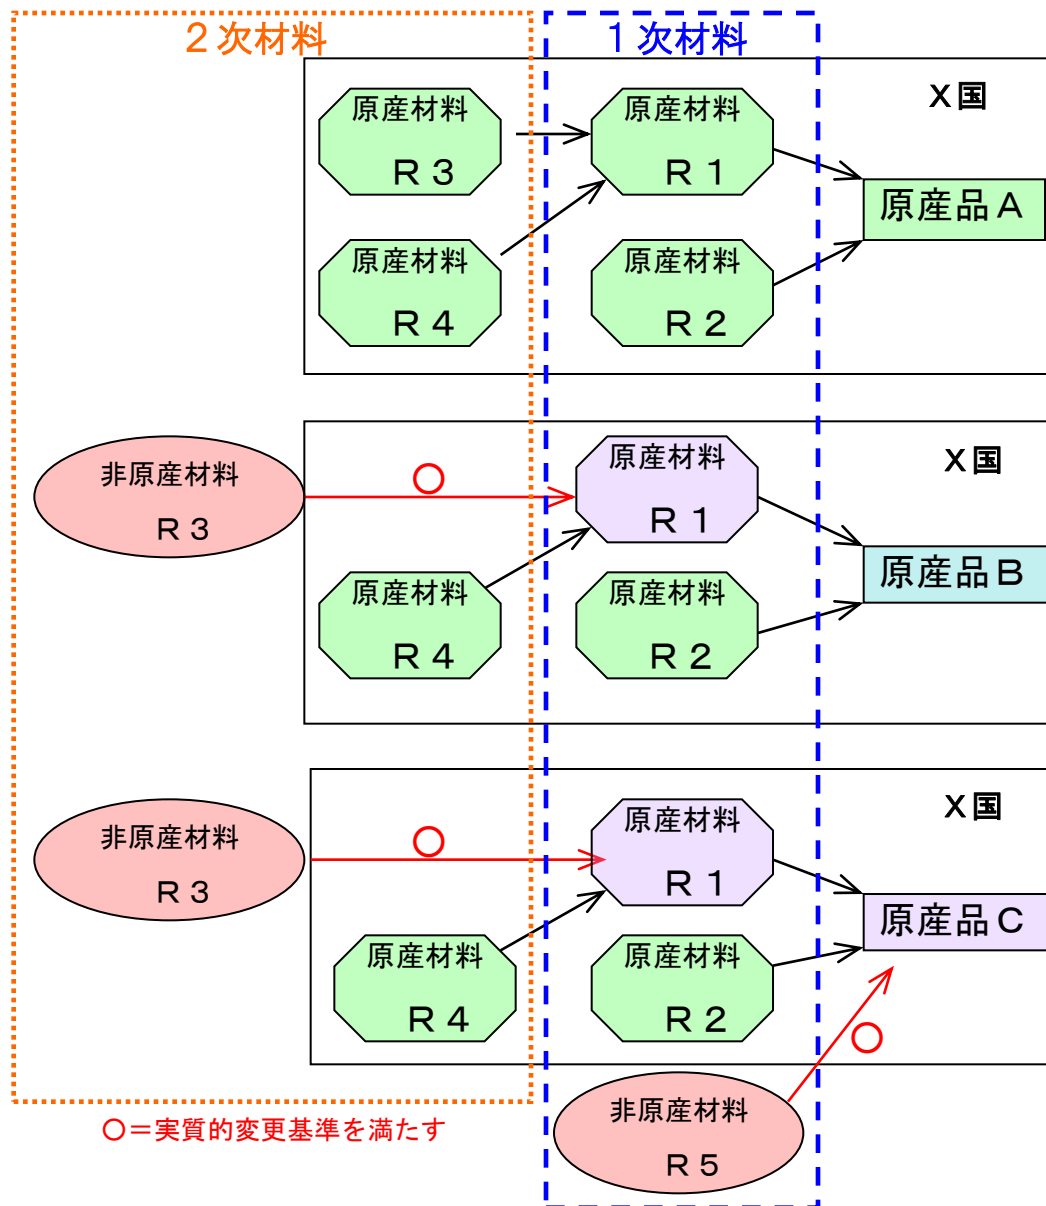 ２次材料
１次材料
X国
原産材料
Ｒ３
原産材料
Ｒ１
原産品Ａ
原産材料
Ｒ４
原産材料
Ｒ２
X国
非原産材料
Ｒ３
原産材料
Ｒ１
原産品Ｂ
原産材料
Ｒ４
原産材料
Ｒ２
X国
非原産材料
Ｒ３
原産材料
Ｒ１
原産品Ｃ
原産材料
Ｒ４
原産材料
Ｒ２
〇＝実質的変更基準を満たす
非原産材料
Ｒ５